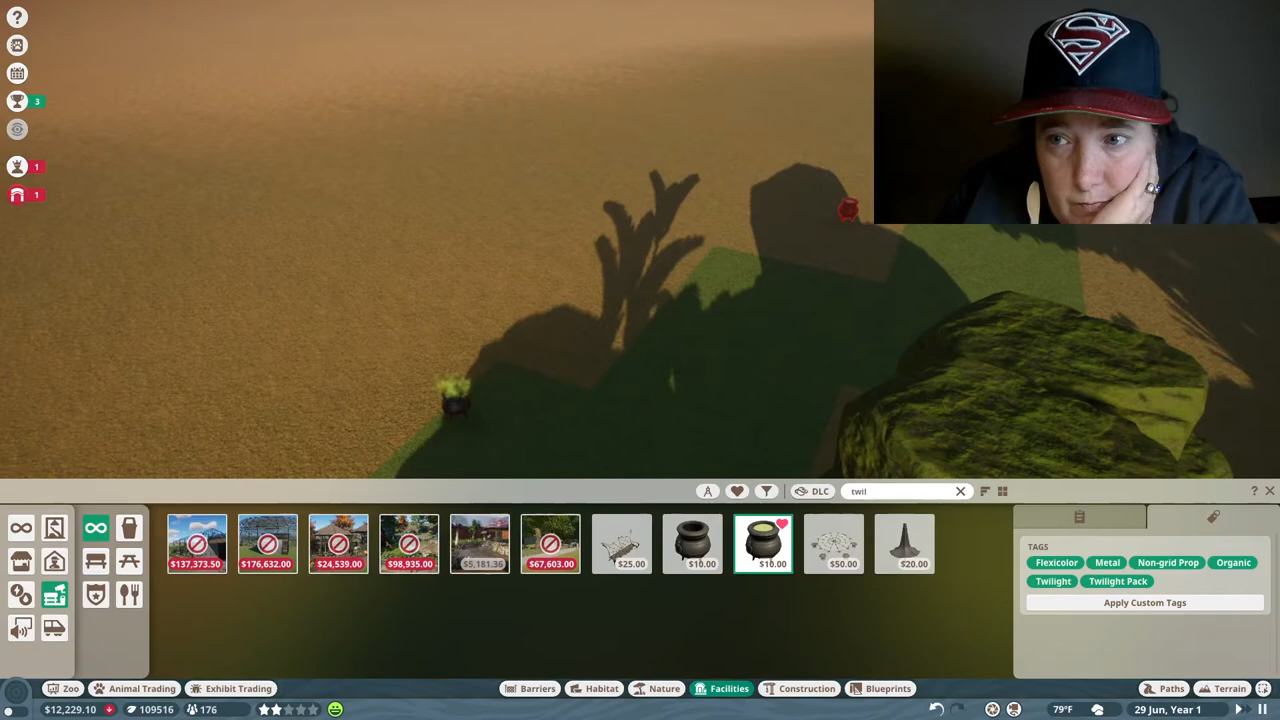 ?
3
1
1
DLC
twil
?
$137,373.50
$176,632.00
$24,539.00
$98,935.00
$5,181.36
$67,603.00
$25.00
$10.00
$10.00
$50.00
$20.00
TAGS
Flexicolor
Metal
Non-grid Prop
Organic
Twilight
Twilight Pack
Apply Custom Tags
Zoo
Animal Trading
Exhibit Trading
Barriers
Habitat
Nature
Facilities
Construction
Blueprints
Paths
Terrain
$12,229.10
109516
176
79°F
29 Jun, Year 1